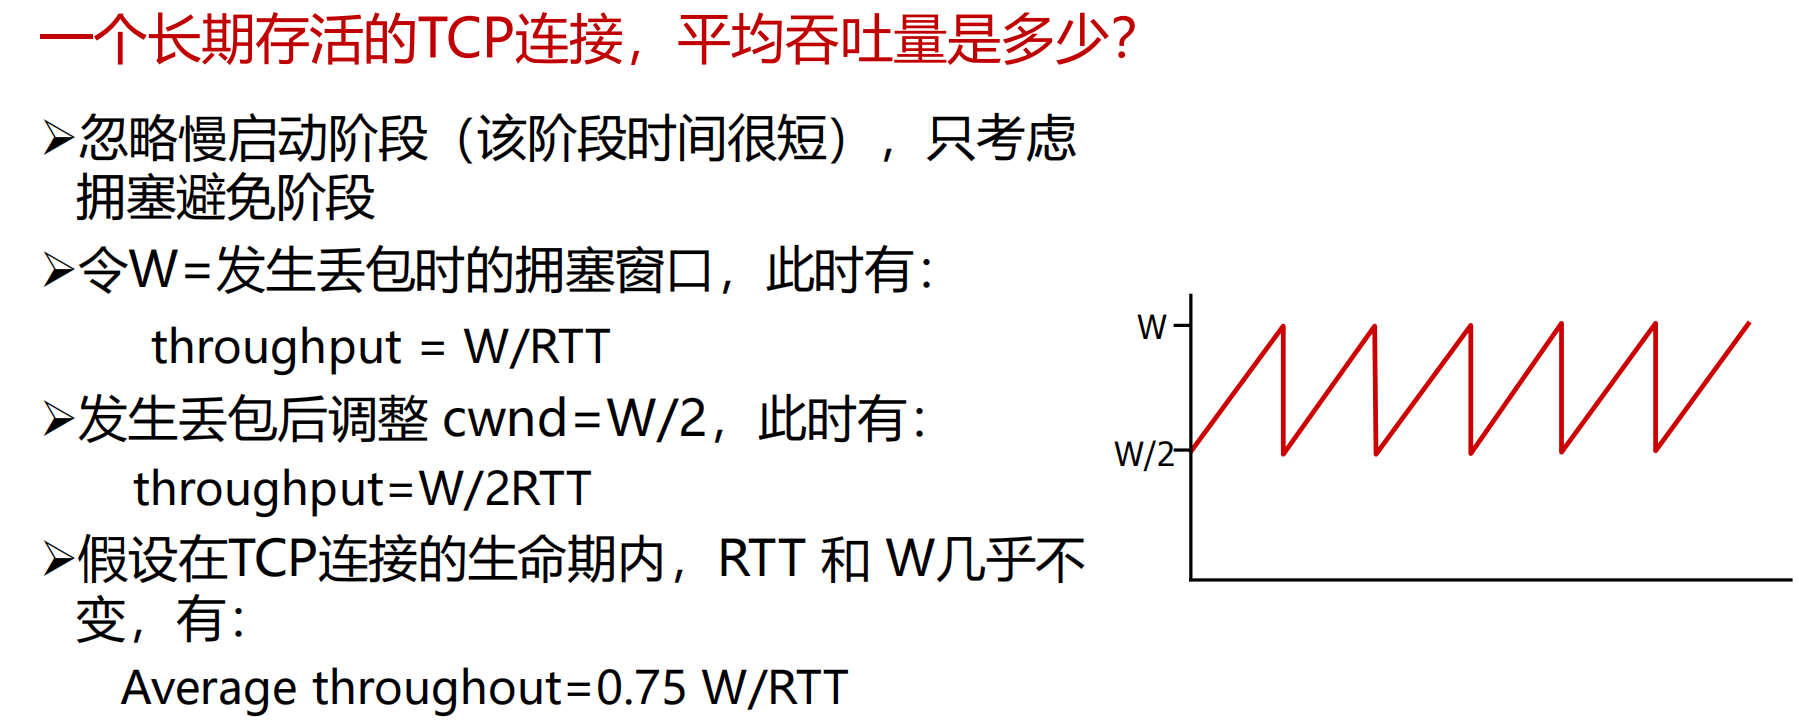 一个长期存活的TCP连接，平均吞吐量是多少？
➢忽略慢启动阶段（该阶段时间很短），只考虑
拥塞避免阶段
➢令W=发生丢包时的拥塞窗口，此时有：
throughput = W/RTT
➢发生丢包后调整 cwnd=W/2，此时有：
throughput=W/2RTT
➢假设在TCP连接的生命期内，RTT 和 W几乎不
变，有：
Average throughout=0.75 W/RTT
W
W/2